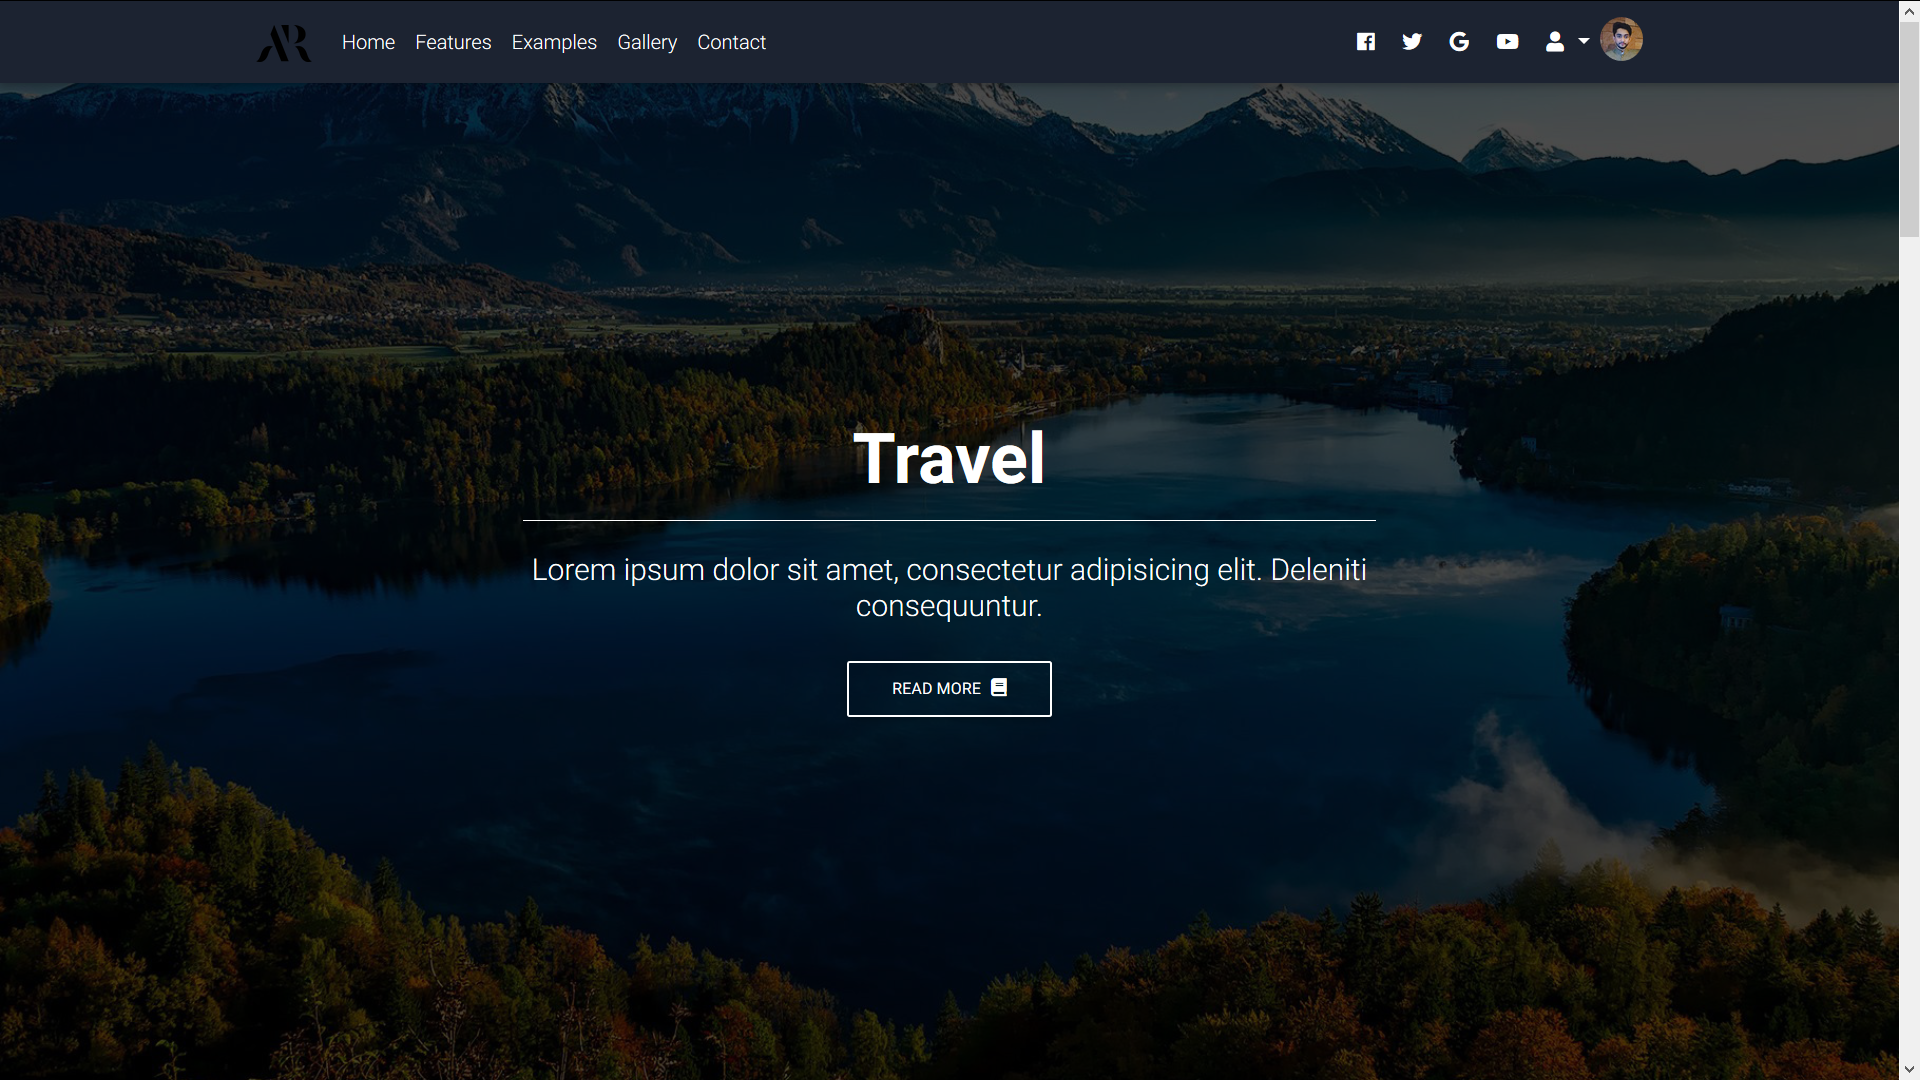 AR
Home Features Examples Gallery Contact
Travel
Lorem ipsum dolor sit amet, consectetur adipisicing elit. Deleniti
consequuntur.
READ MORE